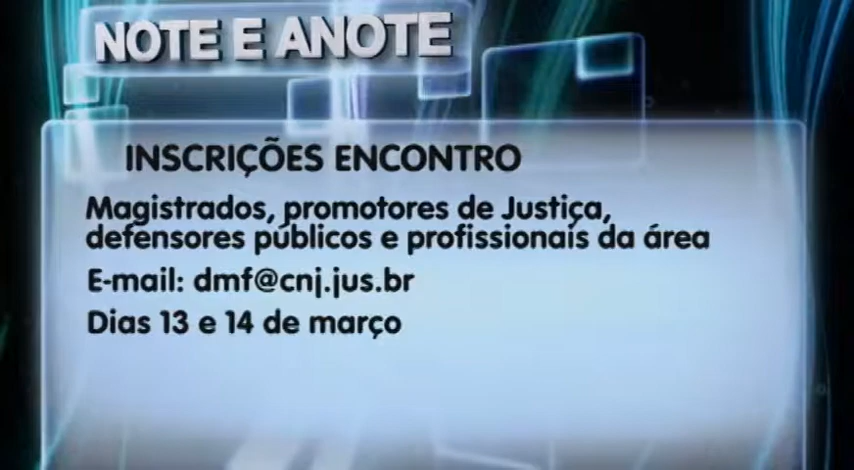 NOTE E ANOTE
INSCRIÇÕES ENCONTRO
Magistrados, promotores de Justiça,
defensores públicos e profissionais da área
E-mail: dmf@cnj.jus.br
Dias 13 e 14 de março